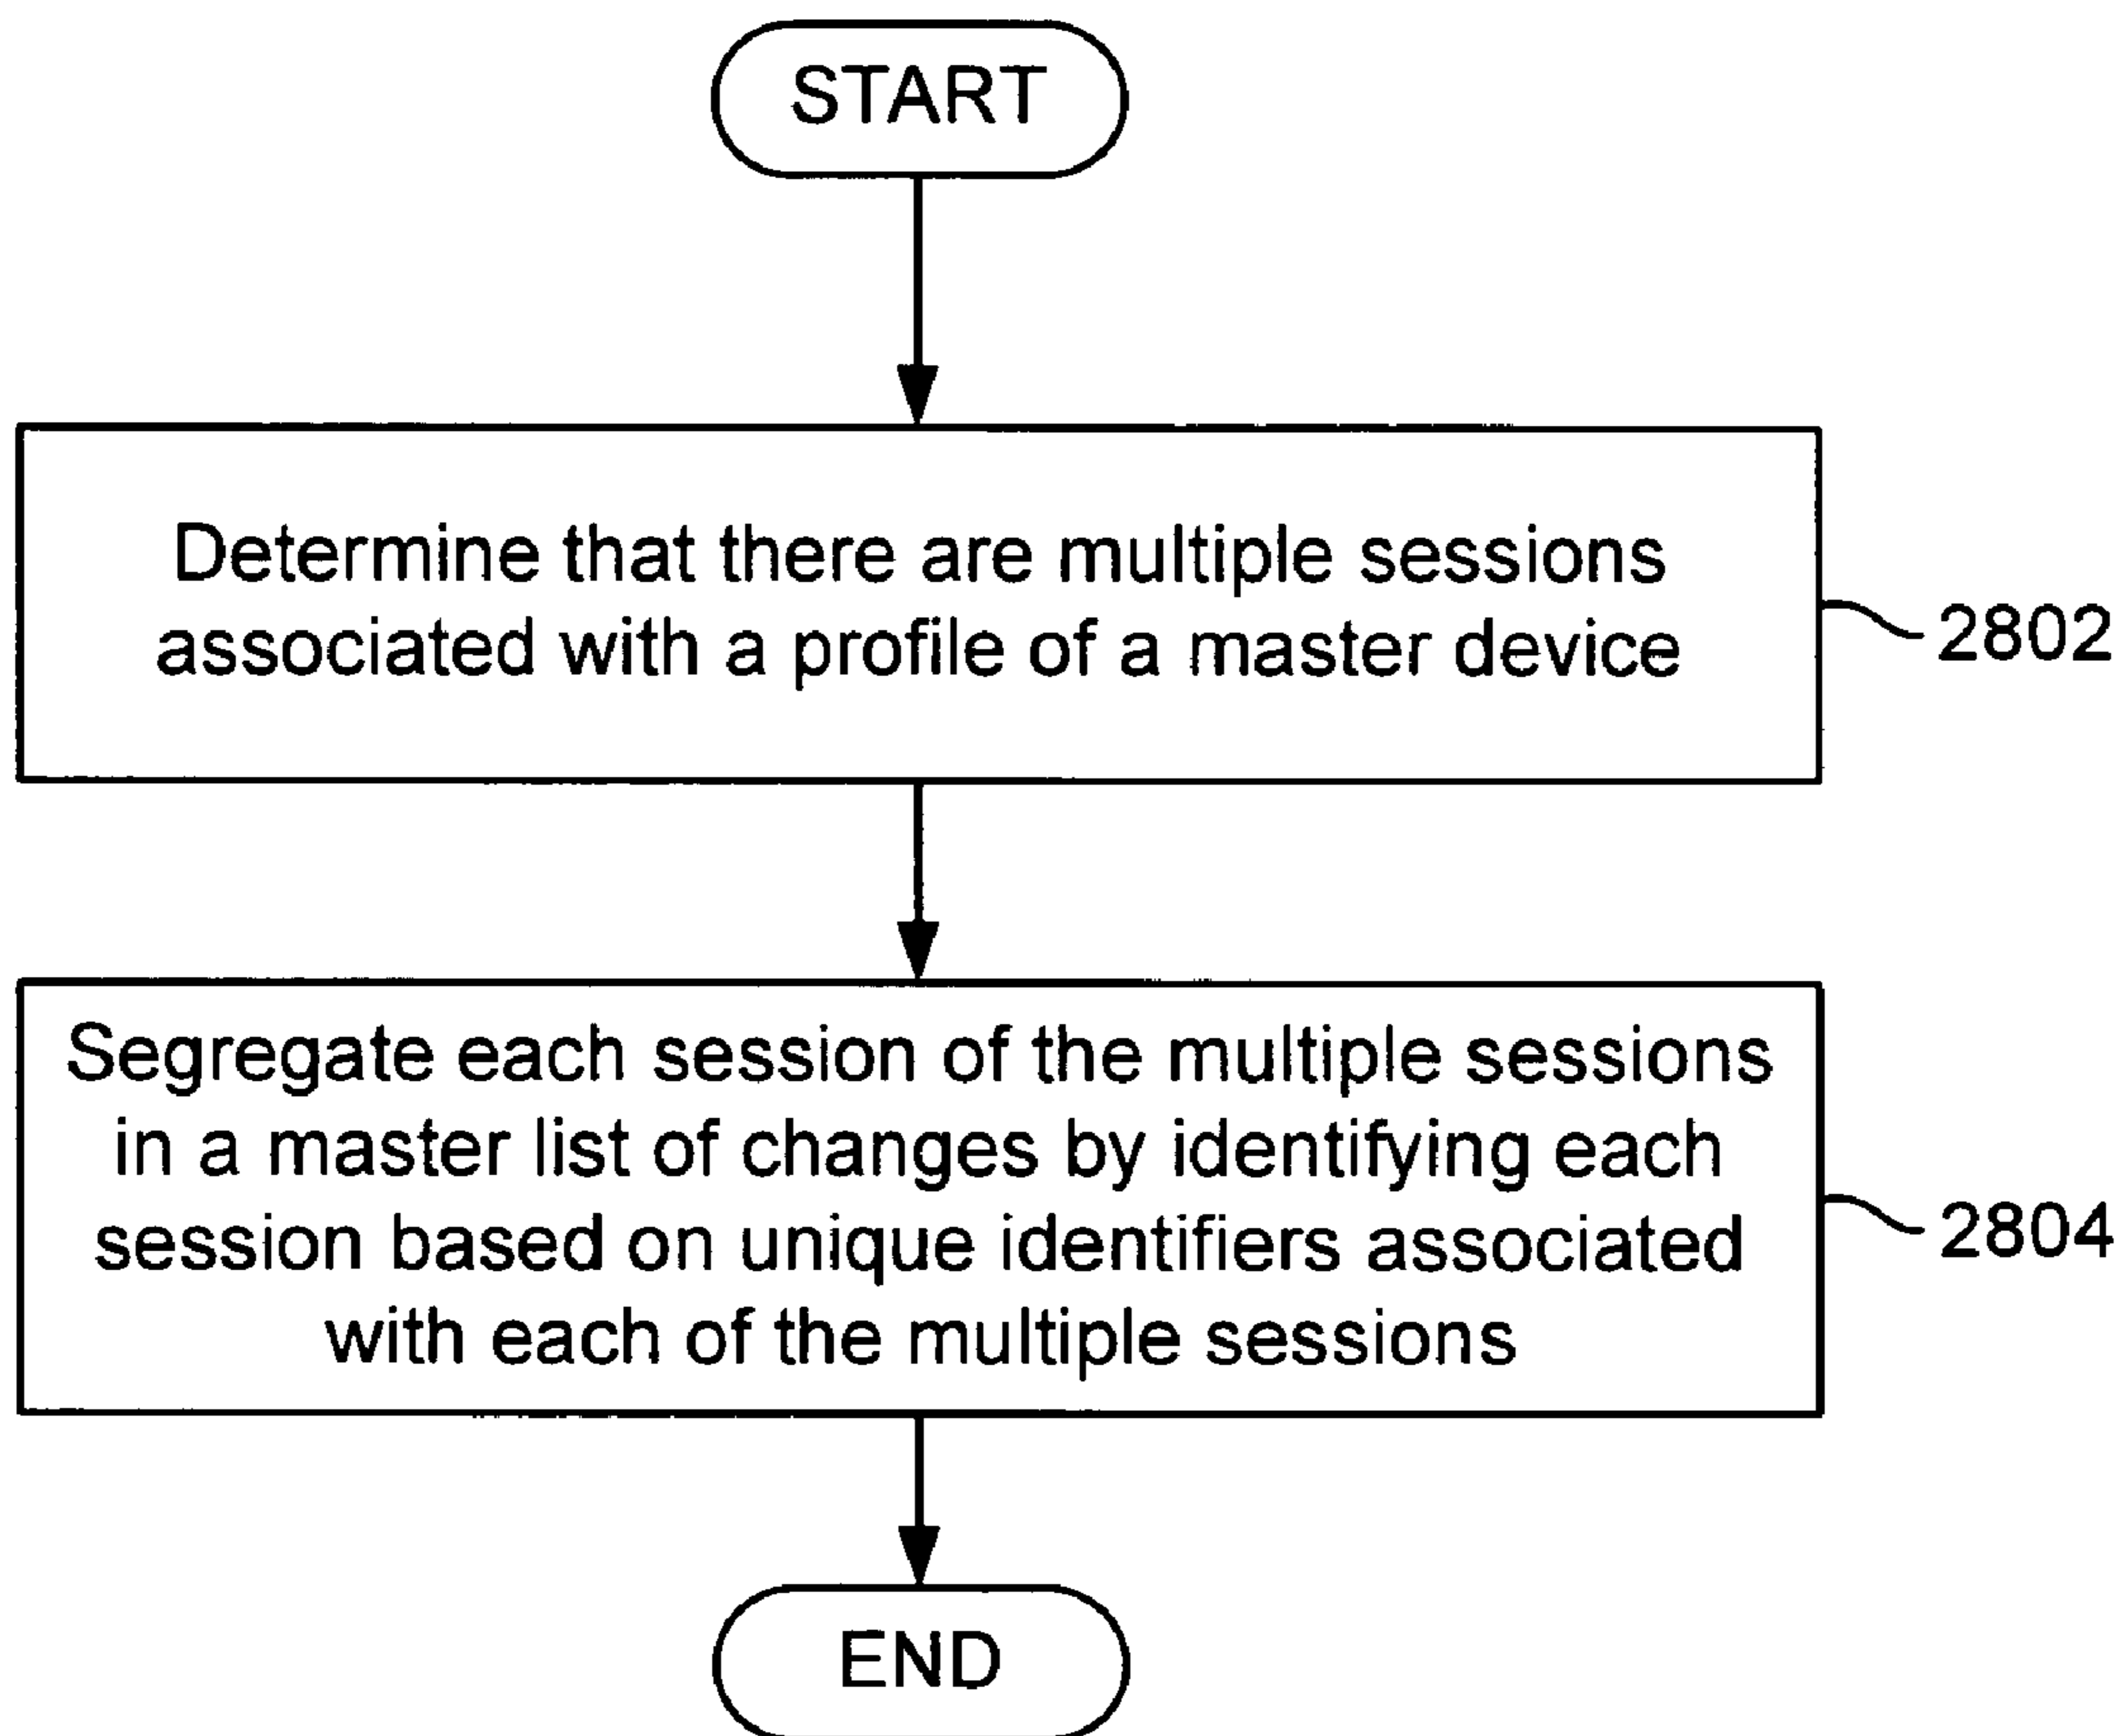 START
Determine that there are multiple sessions
associated with a profile of a master device
2802
Segregate each session of the multiple sessions
in a master list of changes by identifying each
session based on unique identifiers associated
with each of the multiple sessions
2804
END